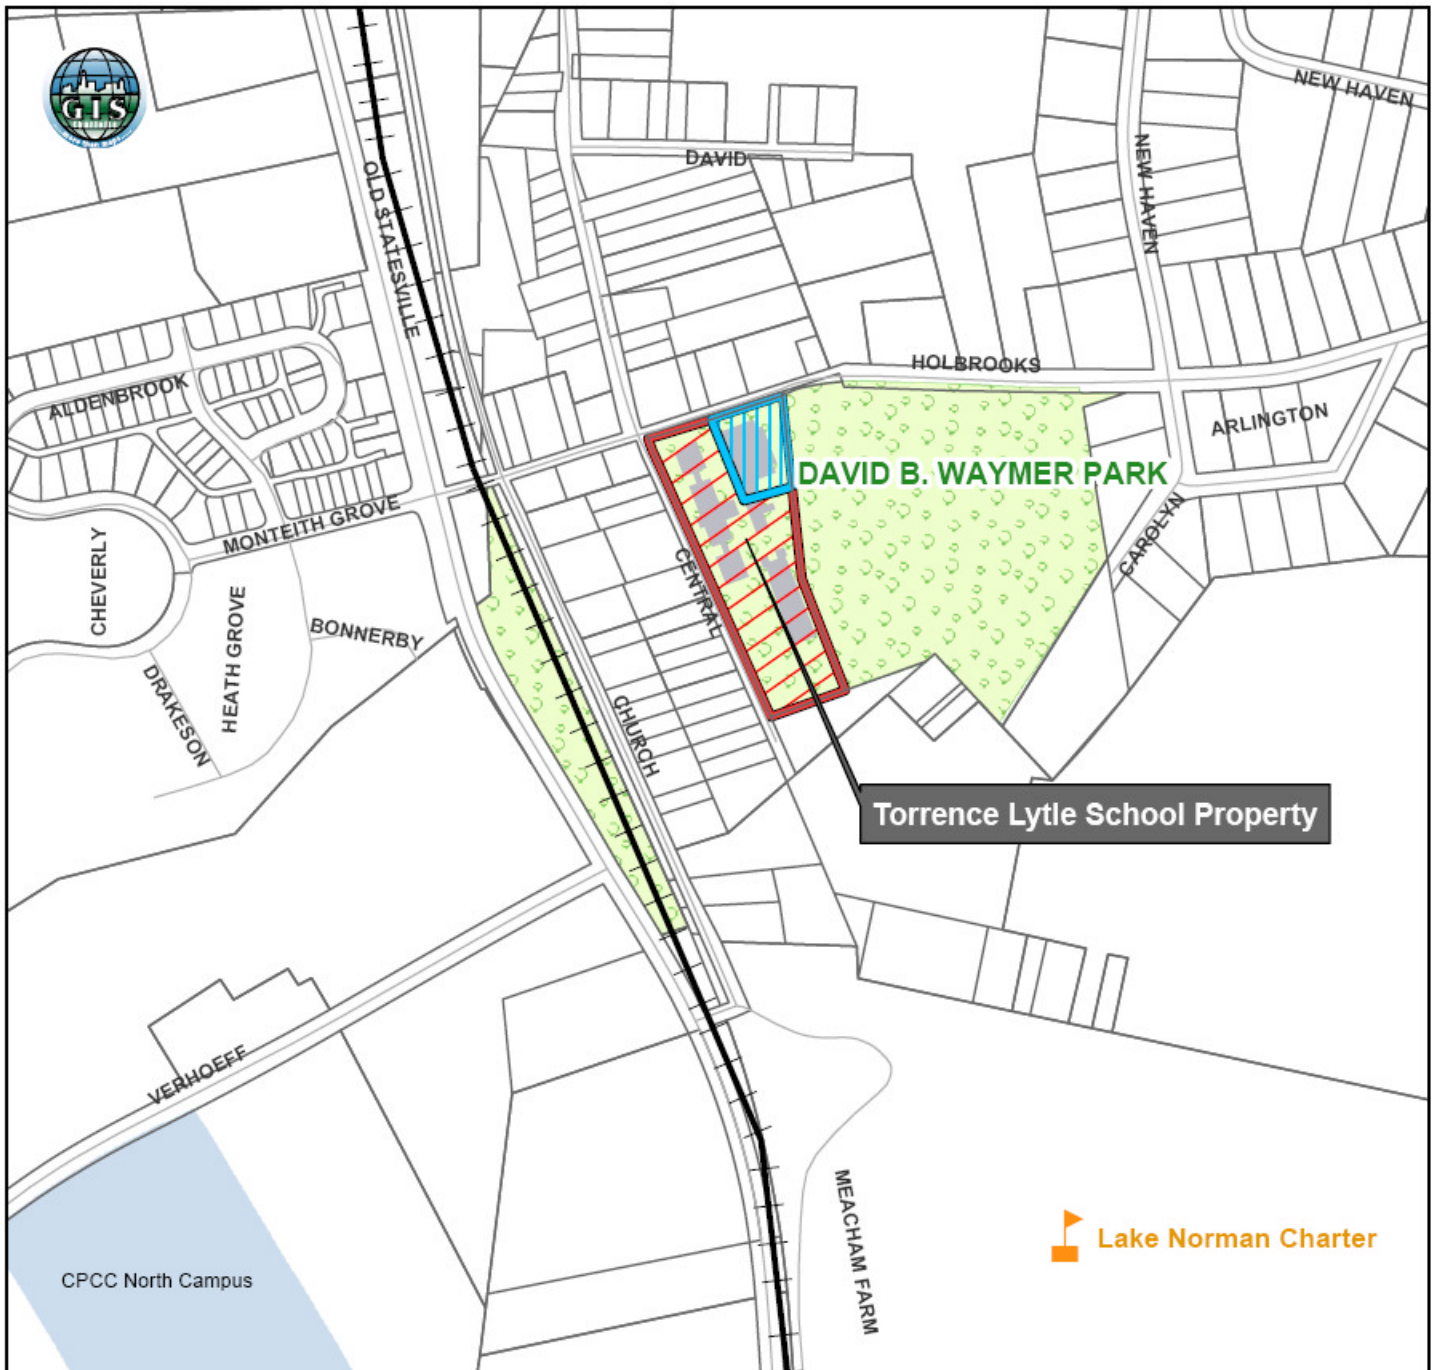 GIS
NEW HAVEN
OLD STATESVILLE
DAVID
NEW HAVEN
HOLBROOKS
ALDENBROOK
ARLINGTON
DAVID B. WAYMER PARK
MONTEITH GROVE
CAROLYN
CHEVERLY
CENTRAL
HEATH GROVE
BONNERBY
DRAKESON
CHURCH
Torrence Lytle School Property
VERHOEFF
MEACHAM FARM
Lake Norman Charter
CPCC North Campus